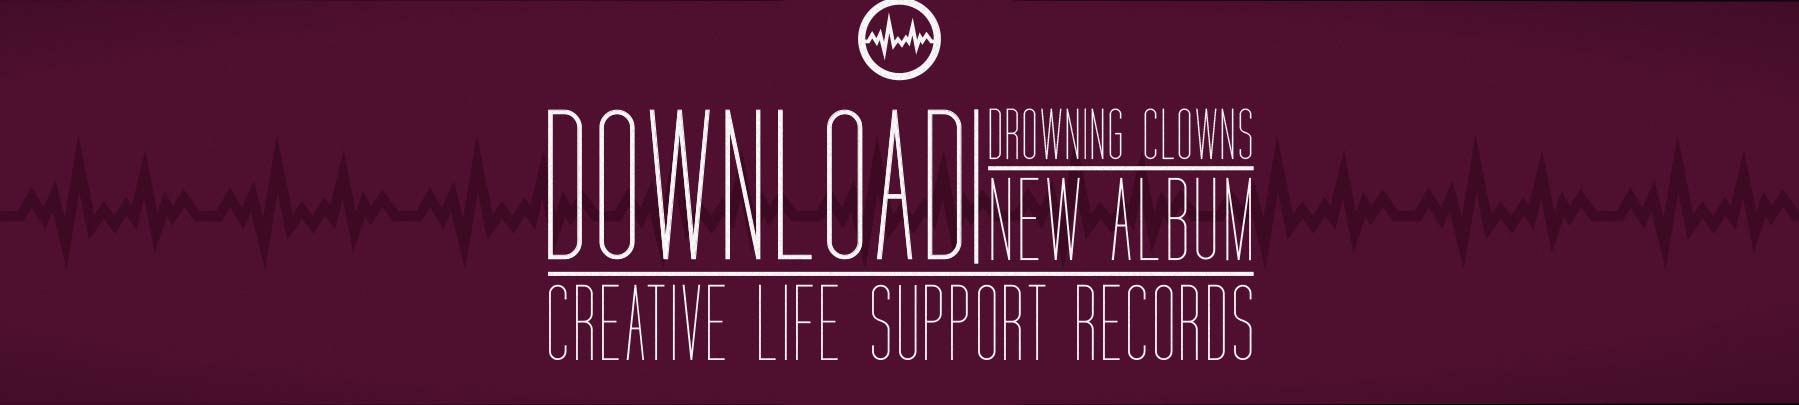 DOWNLOAD
DROWNING CLOWNS
NEW ALBUM
CREATIVE LIFE SUPPORT RECORDS